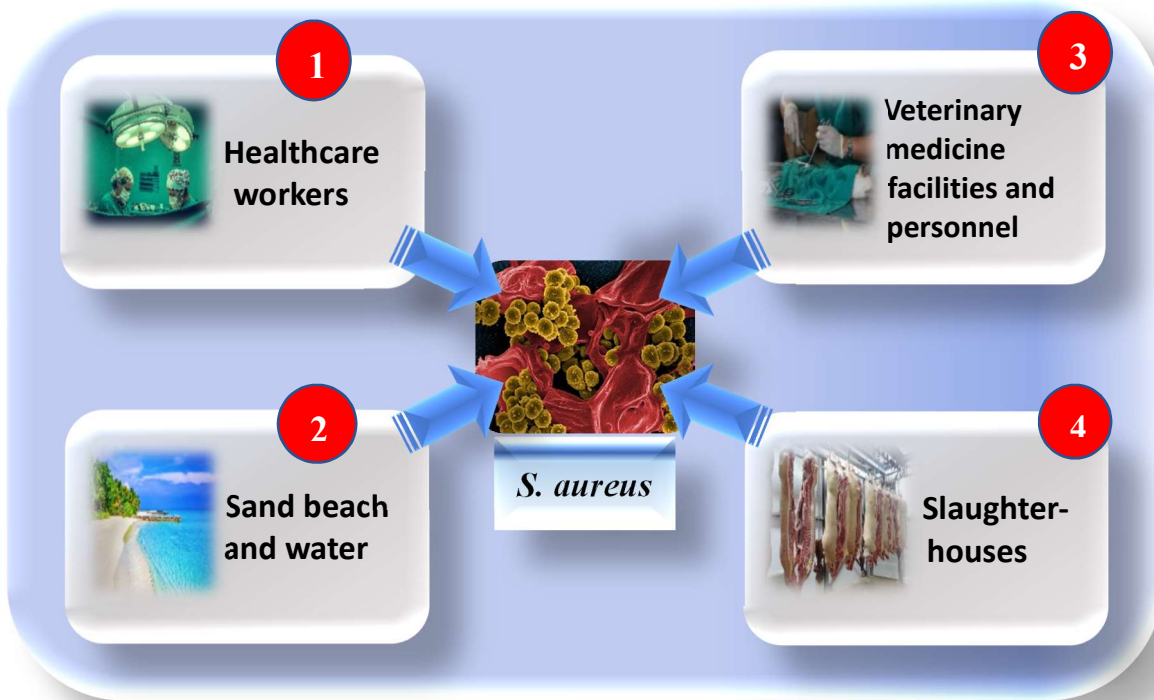 1
Healthcare
workers
2
Sand beach
and water
3
Veterinary
medicine
facilities and
personnel
4
Slaughter-
houses
S. aureus